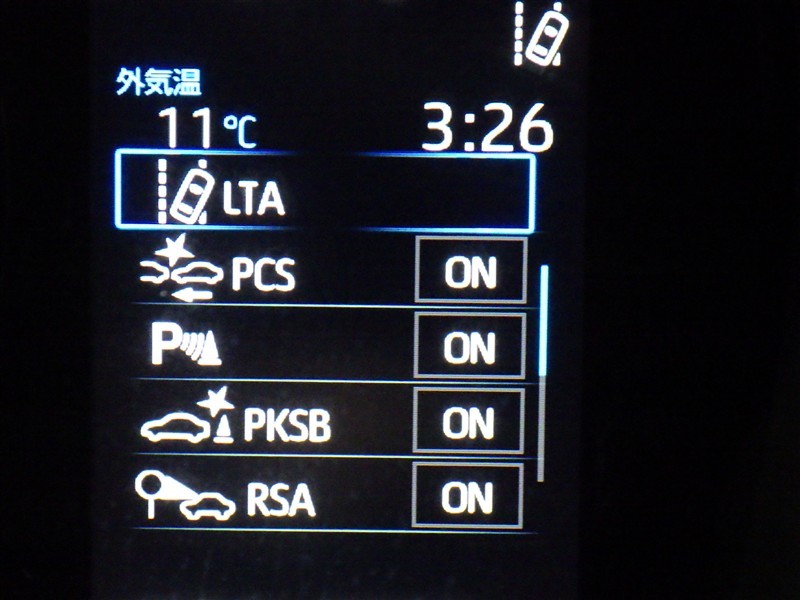 外気温
11℃ 3:26
LTA
PCS ON
P ON
PKSB ON
RSA ON